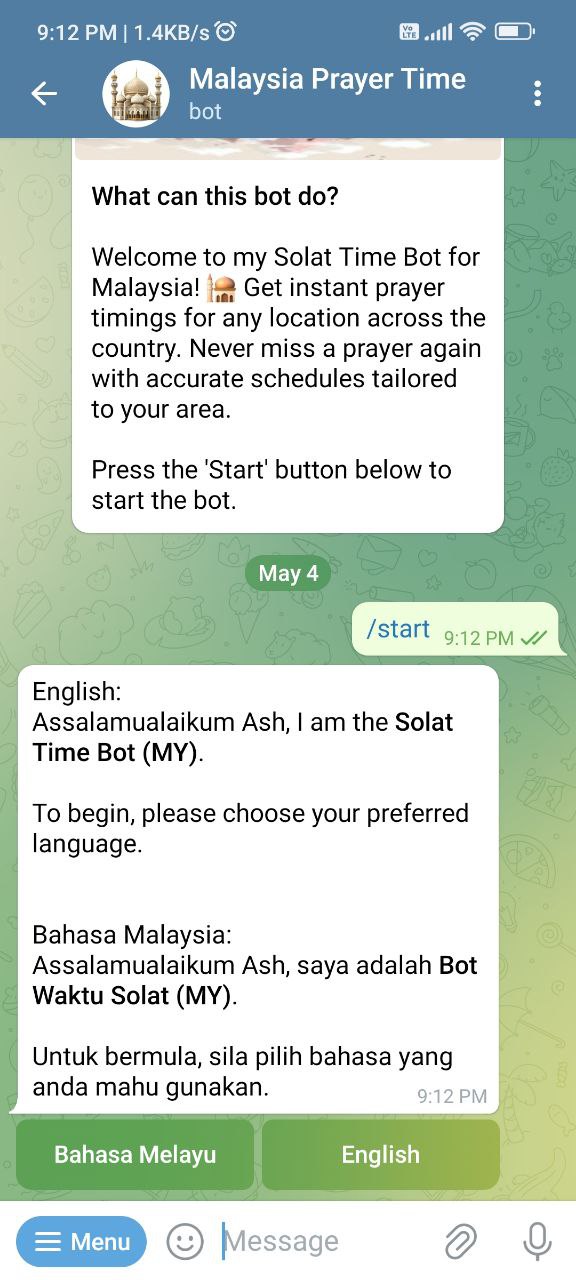 9:12 PM | 1.4KB/s
Vo
LTE
Malaysia Prayer Time
bot
What can this bot do?
Welcome to my Solat Time Bot for
Malaysia! 🕌 Get instant prayer
timings for any location across the
country. Never miss a prayer again
with accurate schedules tailored
to your area.
Press the 'Start' button below to
start the bot.
May 4
/start 9:12 PM
English:
Assalamualaikum Ash, I am the Solat
Time Bot (MY).
To begin, please choose your preferred
language.
Bahasa Malaysia:
Assalamualaikum Ash, saya adalah Bot
Waktu Solat (MY).
Untuk bermula, sila pilih bahasa yang
anda mahu gunakan.
9:12 PM
Bahasa Melayu English
Menu Message